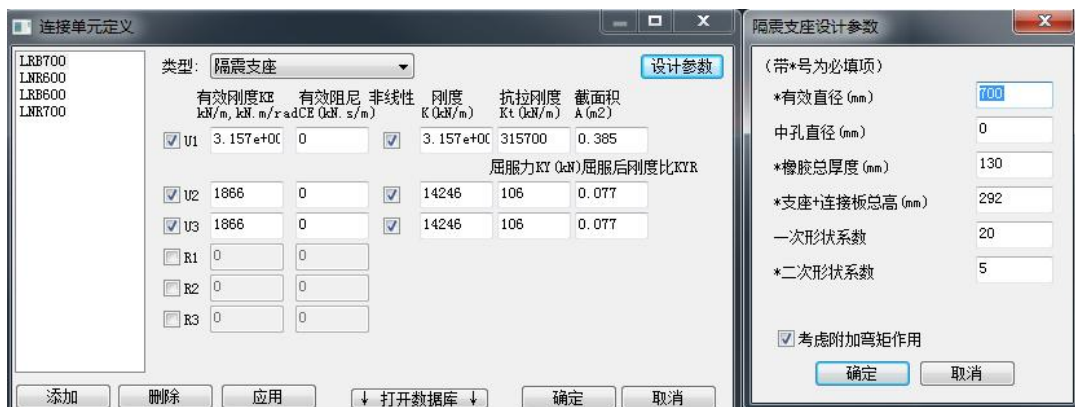 连接单元定义
LRB700
LNR600
LRB600
LNR700
类型: 隔震支座 设计参数
有效刚度KE 有效阻尼 非线性 刚度 抗拉刚度 截面积
kN/m,kN.m/radCE(kN.s/m) K(kN/m) Kt(kN/m) A(m2)
U1 3.157e+00 0 3.157e+00 315700 0.385
屈服力KY(kN)屈服后刚度比KYR
U2 1866 0 14246 106 0.077
U3 1866 0 14246 106 0.077
R1 0 0
R2 0 0
R3 0 0
添加 删除 应用 ↓ 打开数据库 ↓ 确定 取消
隔震支座设计参数
(带*号为必填项)
*有效直径(mm) 700
中孔直径(mm) 0
*橡胶总厚度(mm) 130
*支座+连接板总高(mm) 292
一次形状系数 20
*二次形状系数 5
考虑附加弯矩作用
确定 取消